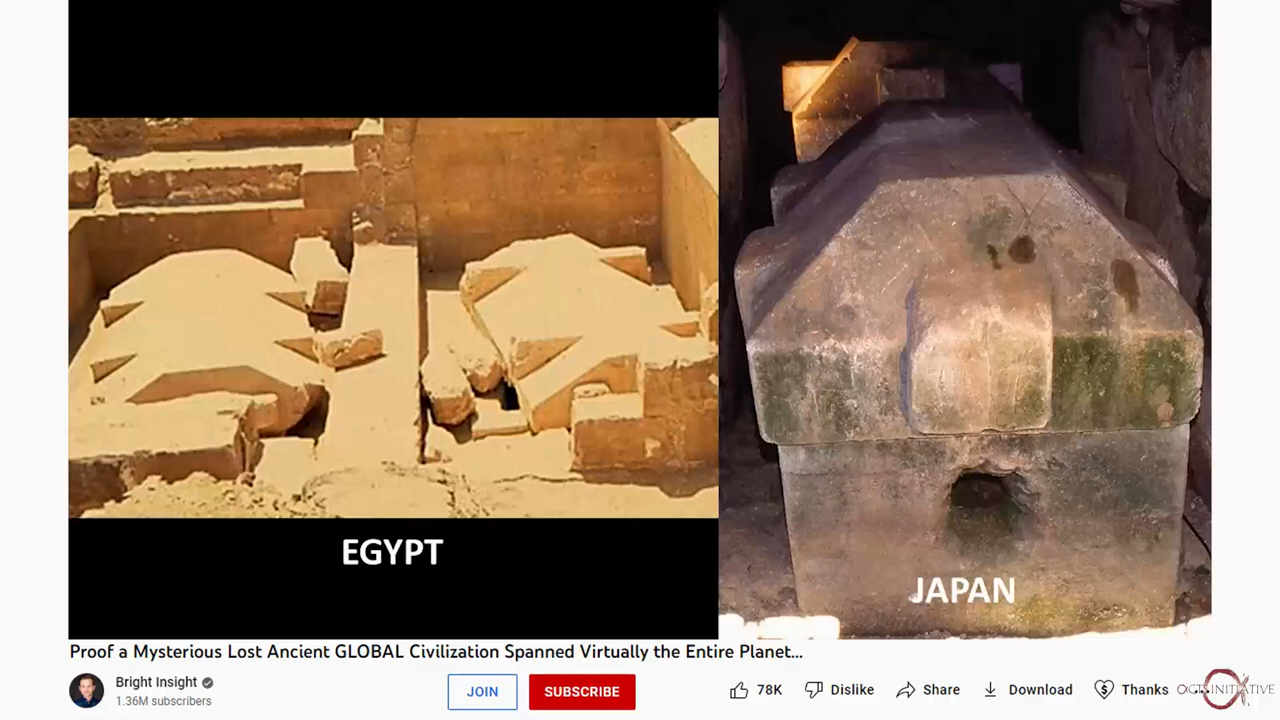 EGYPT
JAPAN
Proof a Mysterious Lost Ancient GLOBAL Civilization Spanned Virtually the Entire Planet...
Bright Insight
1.36M subscribers
JOIN
SUBSCRIBE
78K
Dislike
Share
Download
Thanks
INITIATIVE